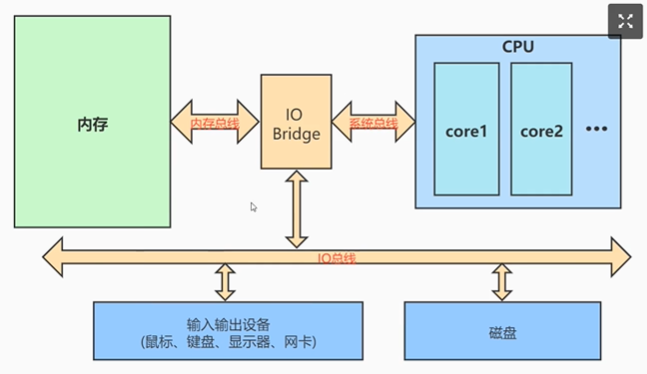 CPU
内存
内存总线
IO
Bridge
系统总线
core1
core2
•••
IO总线
输入输出设备
(鼠标、键盘、显示器、网卡)
磁盘